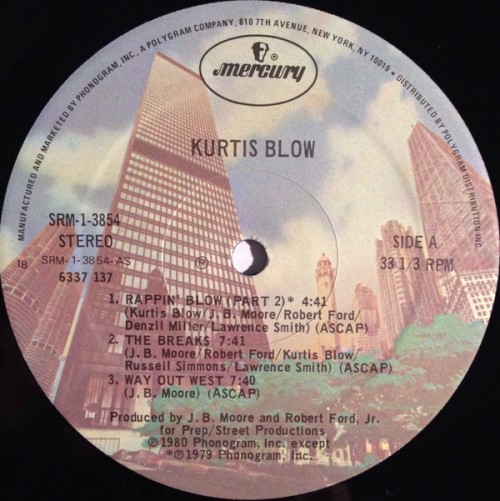 MANUFACTURED AND MARKETED BY PHONOGRAM, INC., A POLYGRAM COMPANY, 810 7TH AVENUE, NEW YORK, NY 10019 • DISTRIBUTED BY POLYGRAM DISTRIBUTION INC.
mercury ®
KURTIS BLOW
SRM-1-3854
STEREO
18 SRM-1-3854-AS
6337 137
℗
SIDE A
33 1/3 RPM
1. RAPPIN' BLOW (PART 2)* 4:41
(Kurtis Blow/J. B. Moore/Robert Ford/
Denzil Miller/Lawrence Smith) (ASCAP)
2. THE BREAKS 7:41
(J. B. Moore/Robert Ford/Kurtis Blow/
Russell Simmons/Lawrence Smith) (ASCAP)
3. WAY OUT WEST 7:40
(J. B. Moore) (ASCAP)
Produced by J. B. Moore and Robert Ford, Jr.
for Prep/Street Productions
℗ 1980 Phonogram, Inc. except
*℗ 1979 Phonogram, Inc.